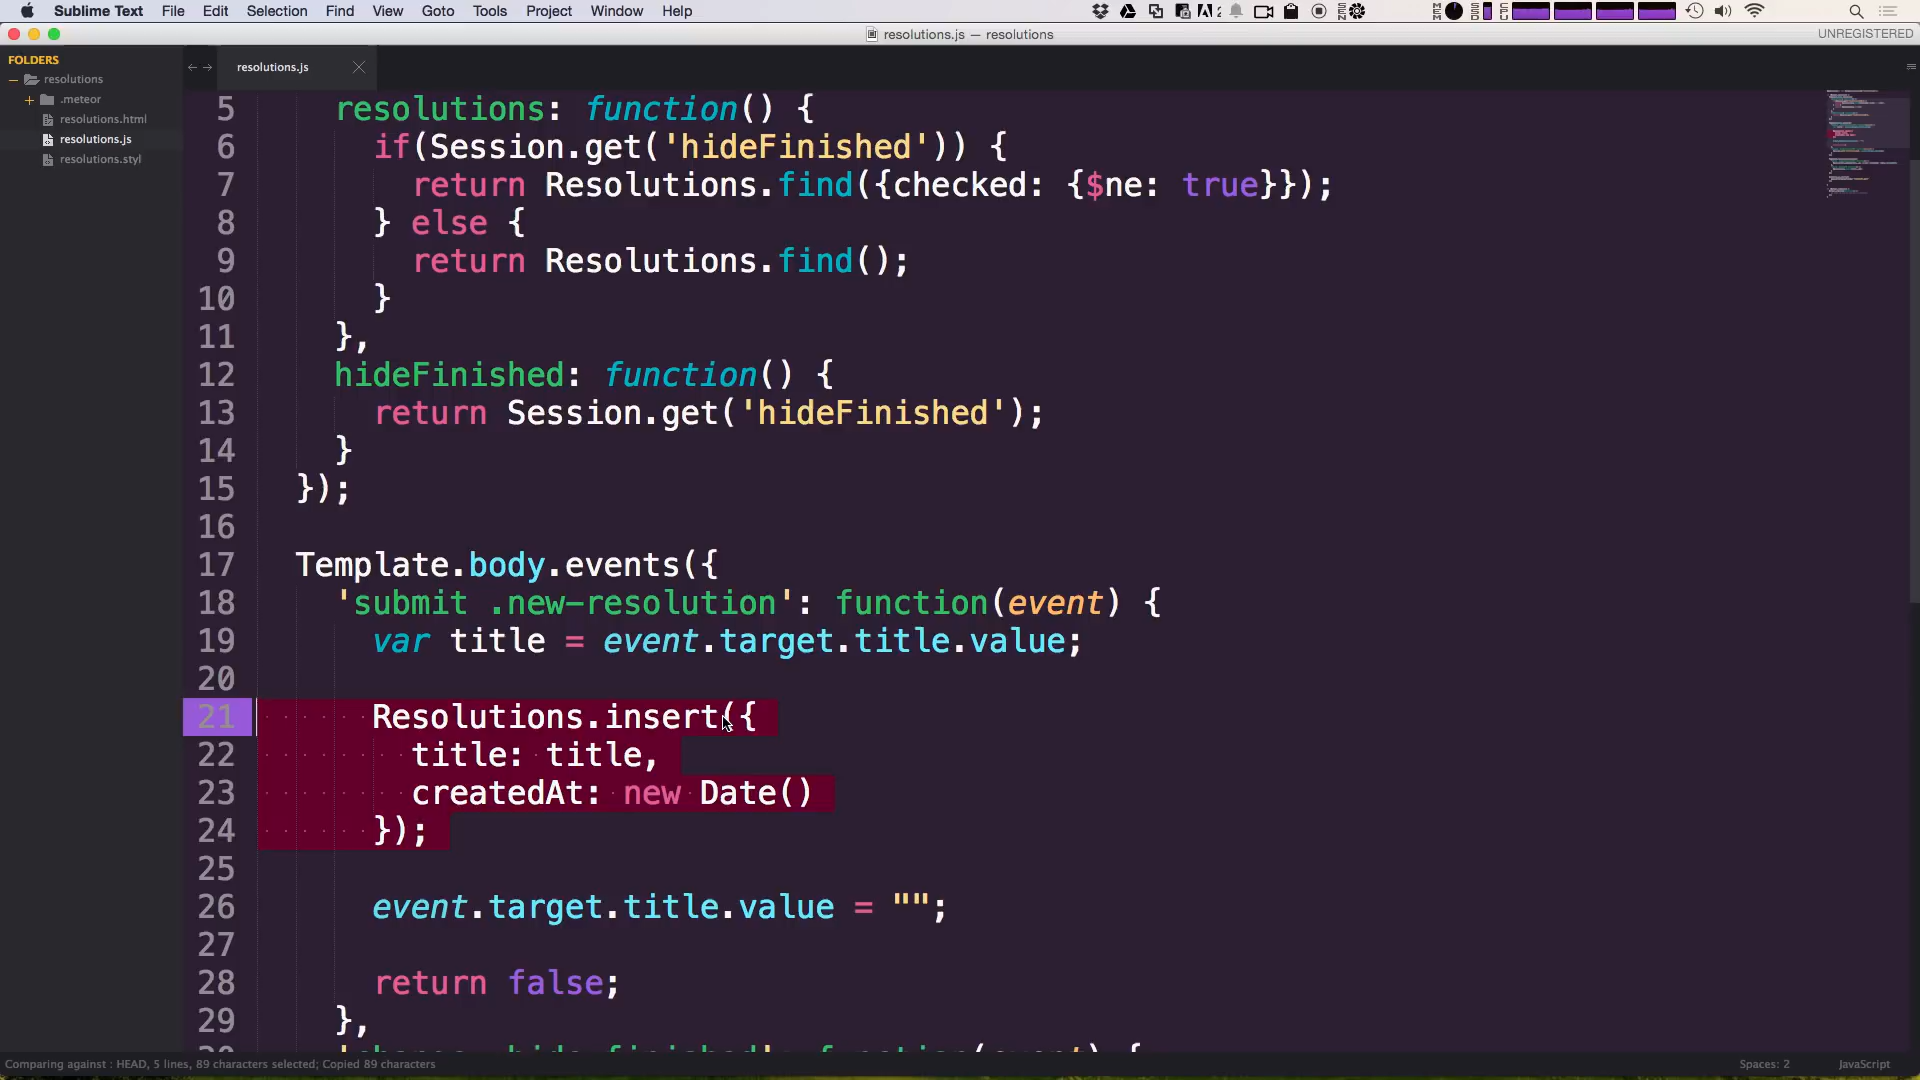 Sublime Text File Edit Selection Find View Goto Tools Project Window Help
resolutions.js — resolutions
UNREGISTERED
FOLDERS
resolutions
.meteor
resolutions.html
resolutions.js
resolutions.styl
resolutions.js
5 resolutions: function() {
6 if(Session.get('hideFinished')) {
7 return Resolutions.find({checked: {$ne: true}});
8 } else {
9 return Resolutions.find();
10 }
11 },
12 hideFinished: function() {
13 return Session.get('hideFinished');
14 }
15 });
16
17 Template.body.events({
18 'submit .new-resolution': function(event) {
19 var title = event.target.title.value;
20
21 Resolutions.insert({
22 title: title,
23 createdAt: new Date()
24 });
25
26 event.target.title.value = "";
27
28 return false;
29 },
Comparing against : HEAD, 5 lines, 89 characters selected; Copied 89 characters
Spaces: 2
JavaScript